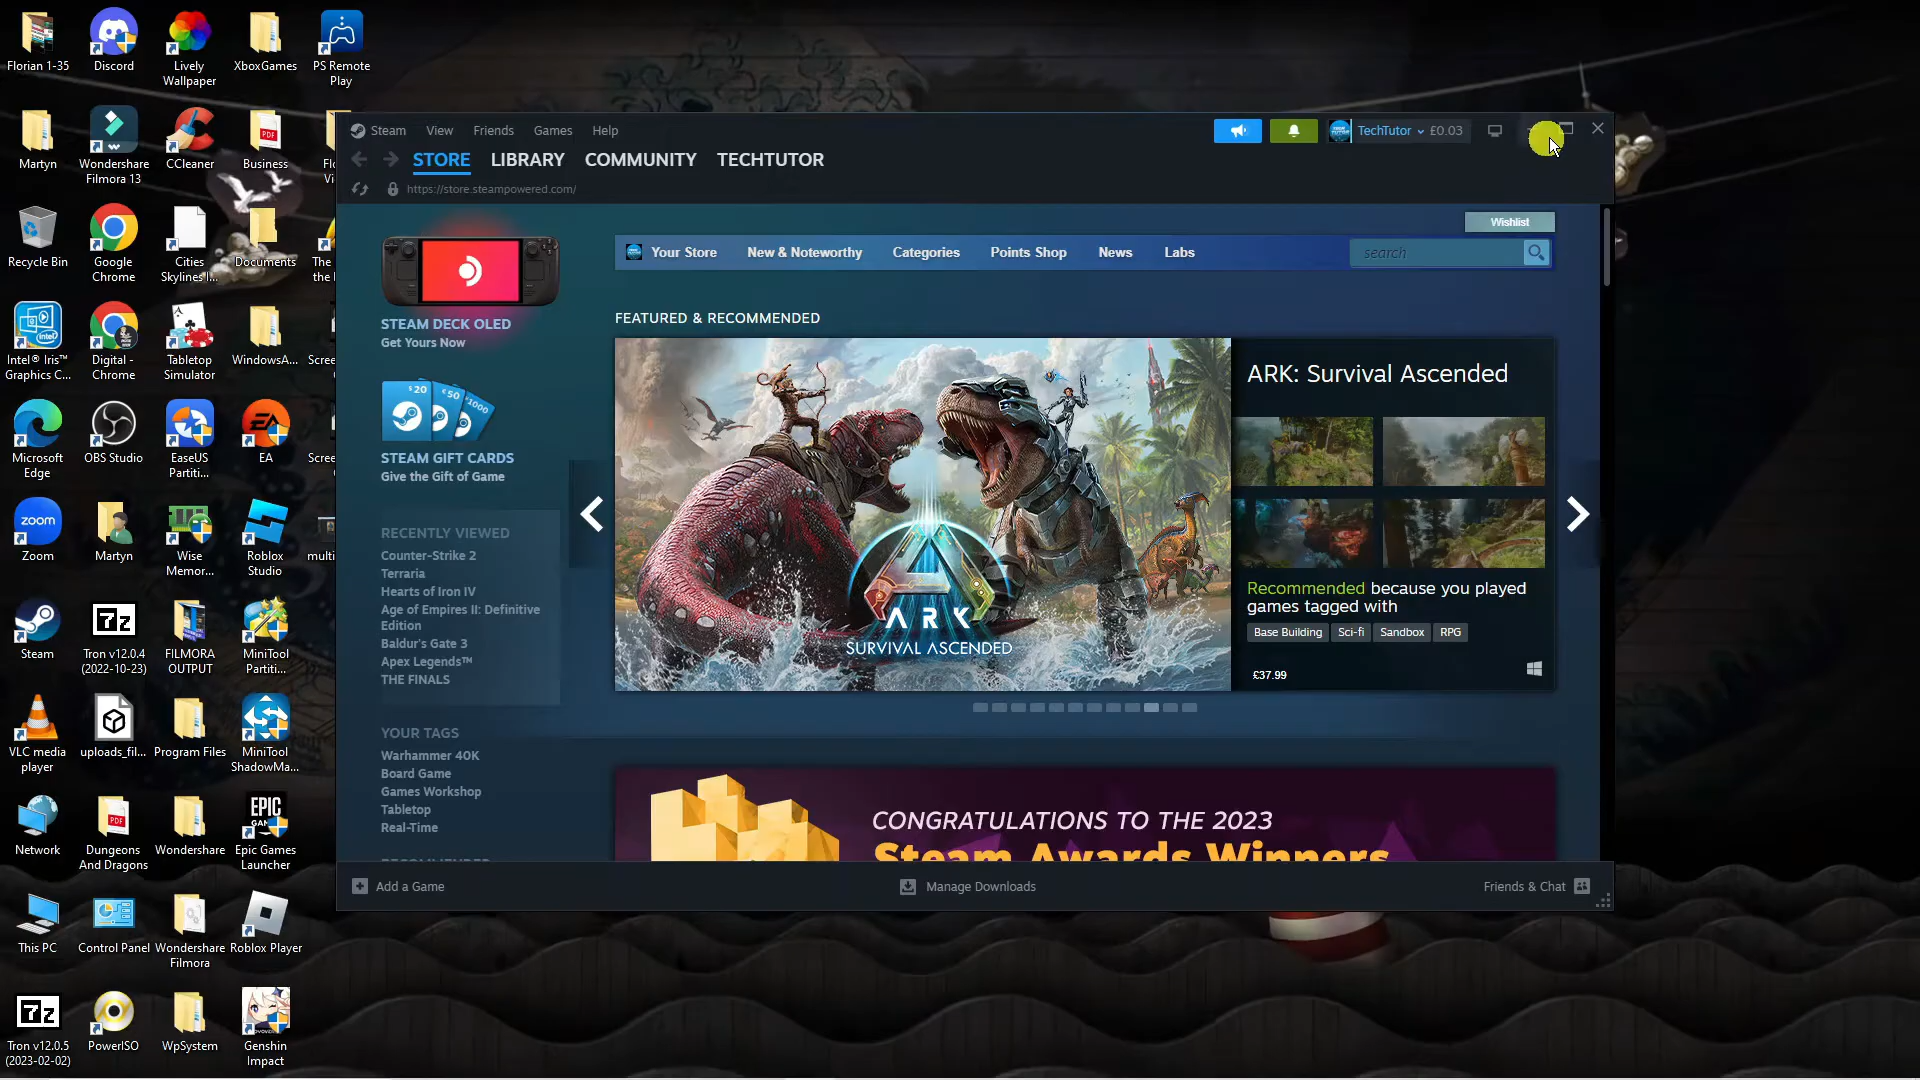 Florian 1-35
Discord
Lively
Wallpaper
XboxGames
PS Remote
Play
Martyn
Wondershare
Filmora 13
CCleaner
Business
Recycle Bin
Google
Chrome
Cities
Skylines I...
Documents
Intel® Iris™
Graphics C...
Digital -
Chrome
Tabletop
Simulator
WindowsA...
Microsoft
Edge
OBS Studio
EaseUS
Partiti...
EA
Zoom
Martyn
Wise
Memor...
Roblox
Studio
Steam
Tron v12.0.4
(2022-10-23)
FILMORA
OUTPUT
MiniTool
Partiti...
VLC media
player
uploads_fil...
Program Files
MiniTool
ShadowMa...
Network
Dungeons
And Dragons
Wondershare
Epic Games
Launcher
This PC
Control Panel
Wondershare
Filmora
Roblox Player
Tron v12.0.5
(2023-02-02)
PowerISO
WpSystem
Genshin
Impact
Steam View Friends Games Help
TechTutor £0.03
STORE LIBRARY COMMUNITY TECHTUTOR
https://store.steampowered.com/
Wishlist
Your Store New & Noteworthy Categories Points Shop News Labs search
STEAM DECK OLED
Get Yours Now
STEAM GIFT CARDS
Give the Gift of Game
RECENTLY VIEWED
Counter-Strike 2
Terraria
Hearts of Iron IV
Age of Empires II: Definitive
Edition
Baldur's Gate 3
Apex Legends™
THE FINALS
YOUR TAGS
Warhammer 40K
Board Game
Games Workshop
Tabletop
Real-Time
FEATURED & RECOMMENDED
ARK
SURVIVAL ASCENDED
ARK: Survival Ascended
Recommended because you played
games tagged with
Base Building Sci-fi Sandbox RPG
£37.99
CONGRATULATIONS TO THE 2023
Steam Awards Winners
Add a Game
Manage Downloads
Friends & Chat